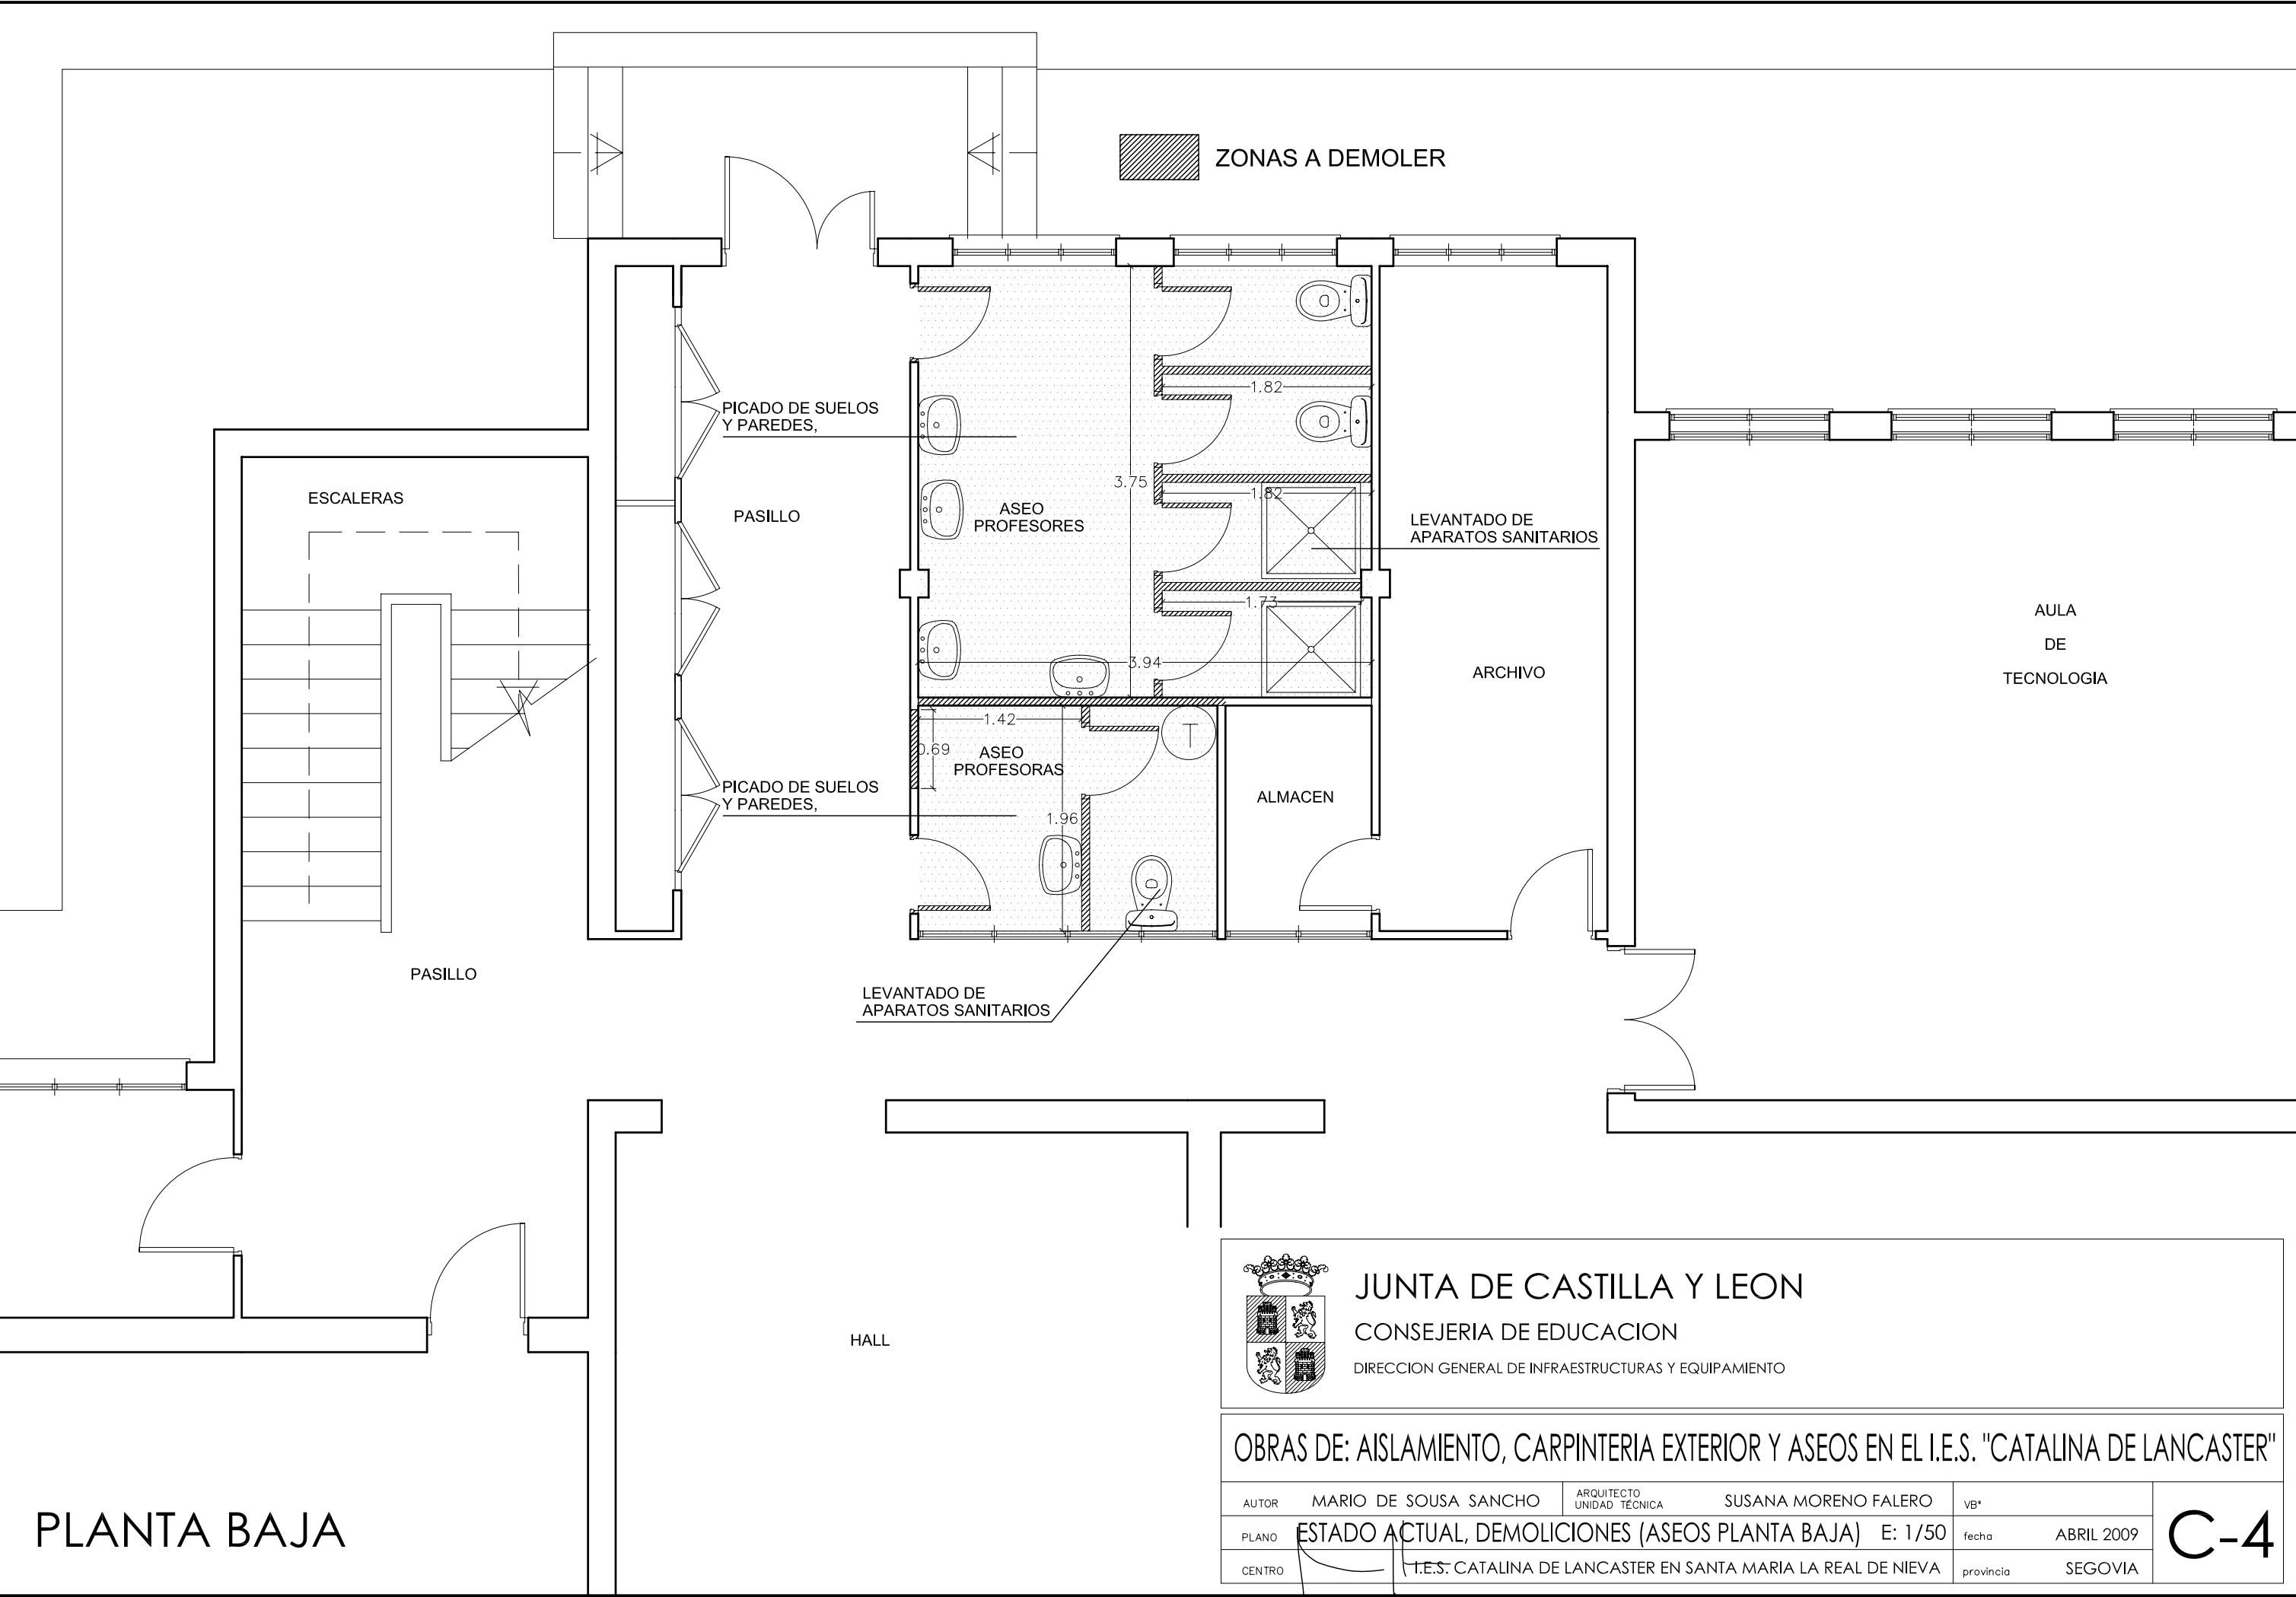 ZONAS A DEMOLER
PICADO DE SUELOS
Y PAREDES,
1.82
ESCALERAS
3.75
1.82
PASILLO
ASEO
PROFESORES
LEVANTADO DE
APARATOS SANITARIOS
1.73
AULA
DE
TECNOLOGIA
3.94
ARCHIVO
1.42
0.69
ASEO
PROFESORAS
PICADO DE SUELOS
Y PAREDES,
1.96
ALMACEN
T
PASILLO
LEVANTADO DE
APARATOS SANITARIOS
HALL
PLANTA BAJA
JUNTA DE CASTILLA Y LEON
CONSEJERIA DE EDUCACION
DIRECCION GENERAL DE INFRAESTRUCTURAS Y EQUIPAMIENTO
OBRAS DE: AISLAMIENTO, CARPINTERIA EXTERIOR Y ASEOS EN EL I.E.S. "CATALINA DE LANCASTER"
AUTOR MARIO DE SOUSA SANCHO ARQUITECTO UNIDAD TÉCNICA SUSANA MORENO FALERO VBº
PLANO ESTADO ACTUAL, DEMOLICIONES (ASEOS PLANTA BAJA) E: 1/50 fecha ABRIL 2009
CENTRO I.E.S. CATALINA DE LANCASTER EN SANTA MARIA LA REAL DE NIEVA provincia SEGOVIA
C-4